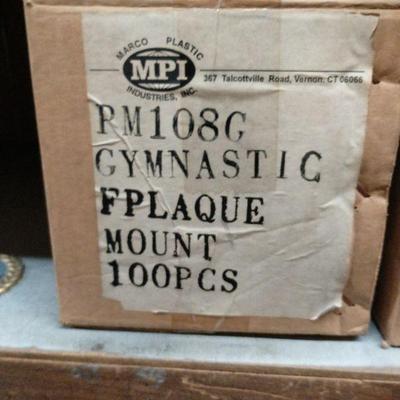 MARCO PLASTIC
MPI
INDUSTRIES, INC.
367 Talcottville Road, Vernon, CT 06066
PM108G
GYMNASTIC
FPLAQUE
MOUNT
100PCS